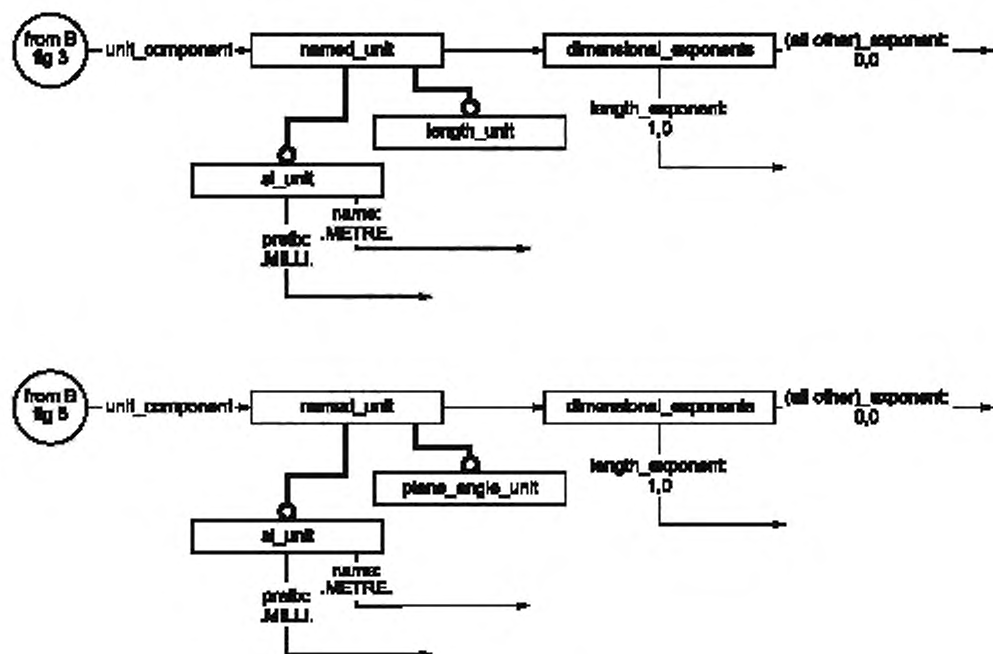 from B
fig 3
unit_component
named_unit
dimensional_exponents
(all other)_exponent:
0,0
length_unit
length_exponent:
1,0
si_unit
name:
.METRE.
prefix:
.MILLI.
from B
fig 5
unit_component
named_unit
dimensional_exponents
(all other)_exponent:
0,0
plane_angle_unit
length_exponent:
1,0
si_unit
name:
.METRE.
prefix:
.MILLI.